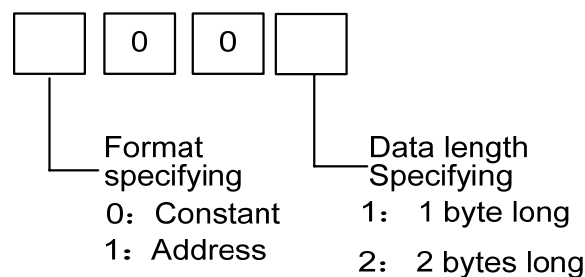 0 0
Format
specifying
0: Constant
1: Address
Data length
Specifying
1: 1 byte long
2: 2 bytes long